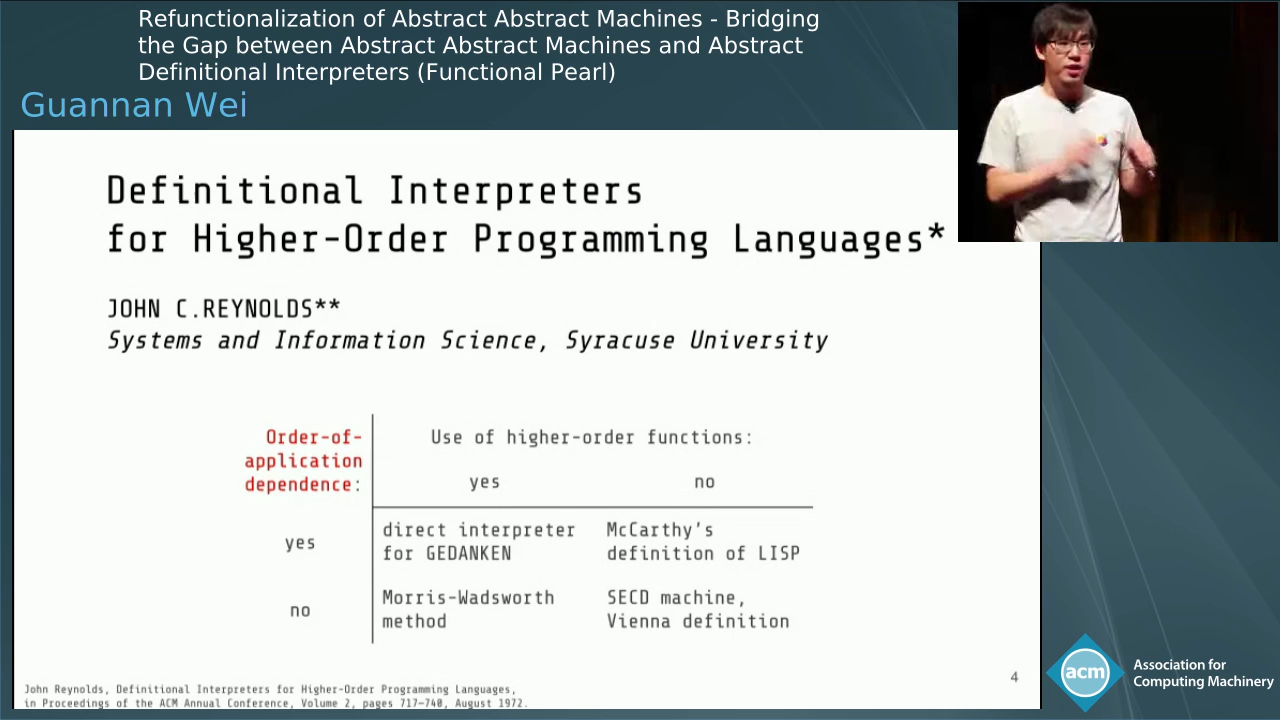 Refunctionalization of Abstract Abstract Machines - Bridging
the Gap between Abstract Abstract Machines and Abstract
Definitional Interpreters (Functional Pearl)
Guannan Wei
Definitional Interpreters
for Higher-Order Programming Languages*
JOHN C.REYNOLDS**
Systems and Information Science, Syracuse University
Order-of-
application
dependence:
Use of higher-order functions:
yes no
yes
direct interpreter
for GEDANKEN
McCarthy's
definition of LISP
no
Morris-Wadsworth
method
SECD machine,
Vienna definition
4
John Reynolds, Definitional Interpreters for Higher-Order Programming Languages,
in Proceedings of the ACM Annual Conference, Volume 2, pages 717-740, August 1972.
acm
Association for
Computing Machinery